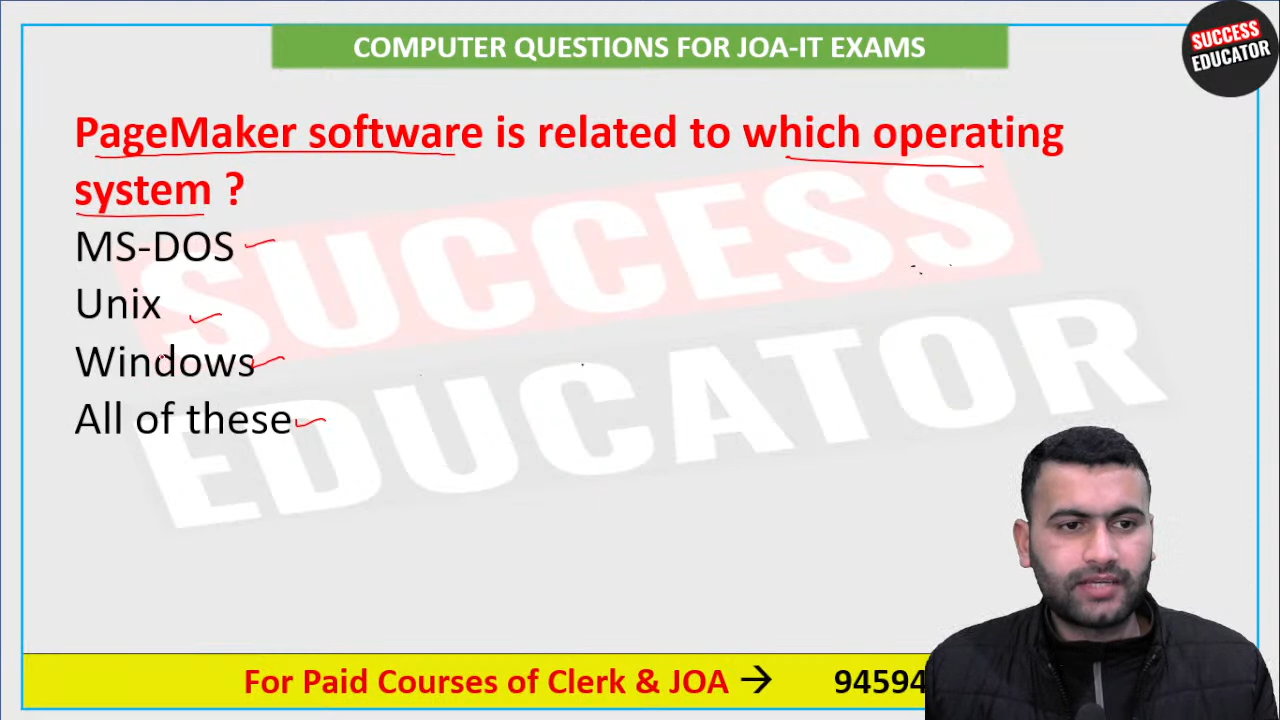 COMPUTER QUESTIONS FOR JOA-IT EXAMS
SUCCESS
EDUCATOR
PageMaker software is related to which operating
system ?
MS-DOS
Unix
Windows
All of these
SUCCESS
EDUCATOR
For Paid Courses of Clerk & JOA → 94594